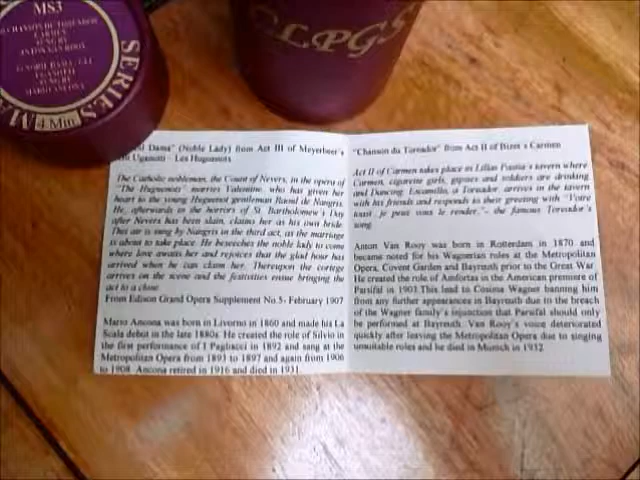 MS3
CHANSON DU TOREADOR
CARMEN
SUNG BY
ANTON VAN ROOY
SUNG BY
MARIO ANCONA
SERIES
MA
4 Min
CLPGS
Dama" (Noble Lady) from Act III of Meyerbeer's
Ugonotti - Les Huguenots
The Catholic nobleman, the Count of Nevers, in the opera of
"The Huguenots" marries Valentine, who has given her
heart to the young Huguenot gentleman Raoul de Nangis.
He, afterwards in the horrors of St. Bartholomew's Day
after Nevers has been slain, claims her as his own bride.
This air is sung by Nangris in the third act, as the marriage
is about to take place. He beseeches the noble lady to come
where love awaits her and rejoices that the glad hour has
arrived when he can claim her. Thereupon the cortege
arrives on the scene and the festivities ensue bringing the
act to a close.
From Edison Grand Opera Supplement No.5- February 1907
Mario Ancona was born in Livorno in 1860 and made his La
Scala debut in the late 1880s. He created the role of Silvio in
the first performance of I Pagliacci in 1892 and sang at the
Metropolitan Opera from 1893 to 1897 and again from 1906
to 1908. Ancona retired in 1916 and died in 1931
"Chanson du Toreador" from Act II of Bizet's Carmen
Act II of Carmen takes place in Lillas Pastia's tavern where
Carmen, cigarette girls, gipsies and soldiers are drinking
and Dancing. Escamillo, a Toreador, arrives in the tavern
with his friends and responds to their greeting with "Votre
toast, je peux vous le rendre,"- the famous Toreador's
song.
Anton Van Rooy was born in Rotterdam in 1870 and
became noted for his Wagnerian roles at the Metropolitan
Opera, Covent Garden and Bayreuth prior to the Great War.
He created the role of Amfortas in the American premiere of
Parsifal in 1903. This lead to Cosima Wagner banning him
from any further appearances in Bayreuth due to the breach
of the Wagner family's injunction that Parsifal should only
be performed at Bayreuth. Van Rooy's voice deteriorated
quickly after leaving the Metropolitan Opera due to singing
unsuitable roles and he died in Munich in 1932